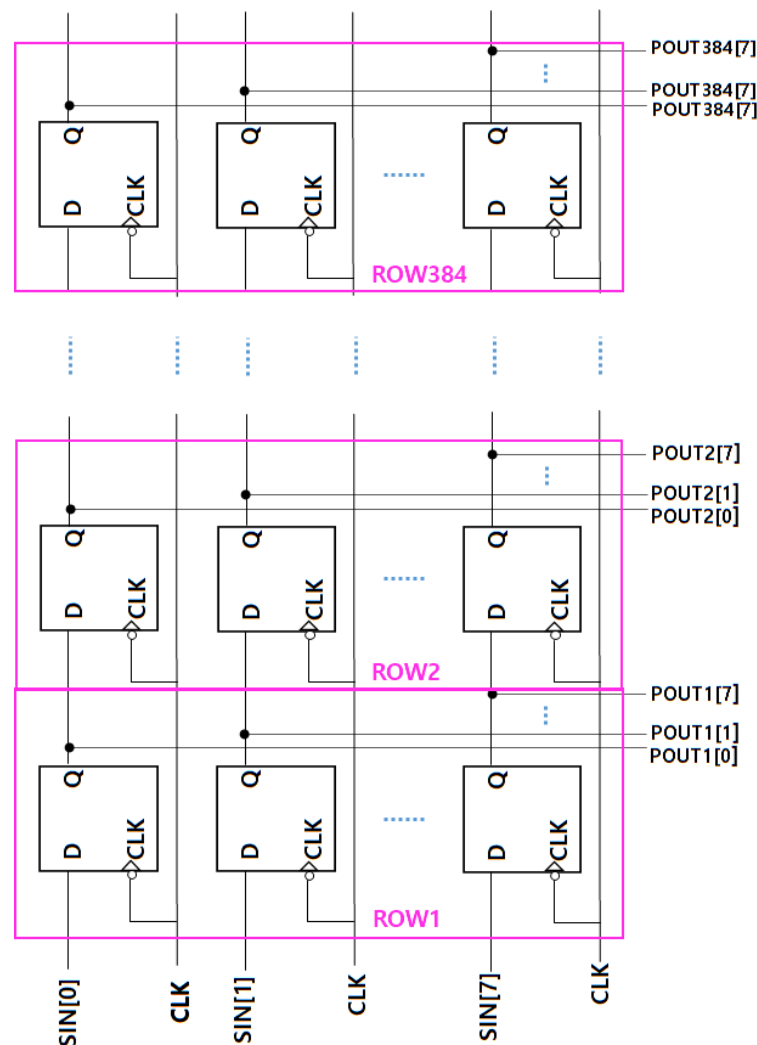 POUT384[7]
POUT384[7]
POUT384[7]
Q Q Q
D CLK D CLK D CLK
ROW384
POUT2[7]
POUT2[1]
POUT2[0]
Q Q Q
D CLK D CLK D CLK
ROW2
POUT1[7]
POUT1[1]
POUT1[0]
Q Q Q
D CLK D CLK D CLK
ROW1
SIN[0] CLK SIN[1] CLK SIN[7] CLK